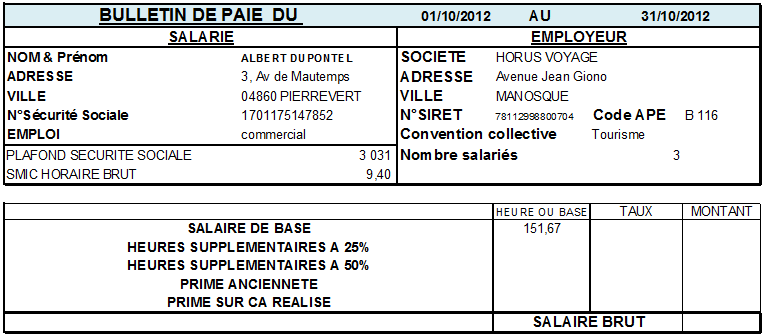 BULLETIN DE PAIE DU 01/10/2012 AU 31/10/2012
SALARIE EMPLOYEUR
NOM & Prénom ALBERT DUPONTEL SOCIETE HORUS VOYAGE
ADRESSE 3, Av de Mautemps ADRESSE Avenue Jean Giono
VILLE 04860 PIERREVERT VILLE MANOSQUE
N°Sécurité Sociale 1701175147852 N°SIRET 78112998800704 Code APE B 116
EMPLOI commercial Convention collective Tourisme
PLAFOND SECURITE SOCIALE 3 031 Nombre salariés 3
SMIC HORAIRE BRUT 9,40
HEURE OU BASE TAUX MONTANT
SALAIRE DE BASE 151,67
HEURES SUPPLEMENTAIRES A 25%
HEURES SUPPLEMENTAIRES A 50%
PRIME ANCIENNETE
PRIME SUR CA REALISE
SALAIRE BRUT